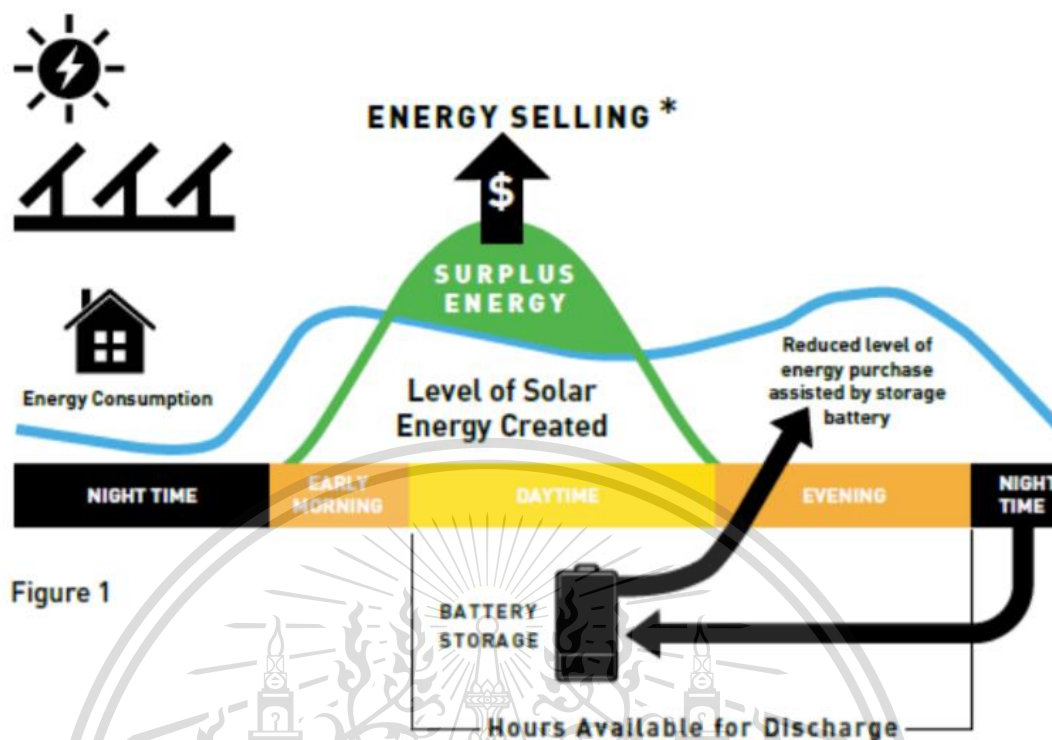 ENERGY SELLING *
$
SURPLUS
ENERGY
Energy Consumption
Level of Solar
Energy Created
Reduced level of
energy purchase
assisted by storage
battery
NIGHT TIME
EARLY
MORNING
DAYTIME
EVENING
NIGHT
TIME
Figure 1
BATTERY
STORAGE
Hours Available for Discharge